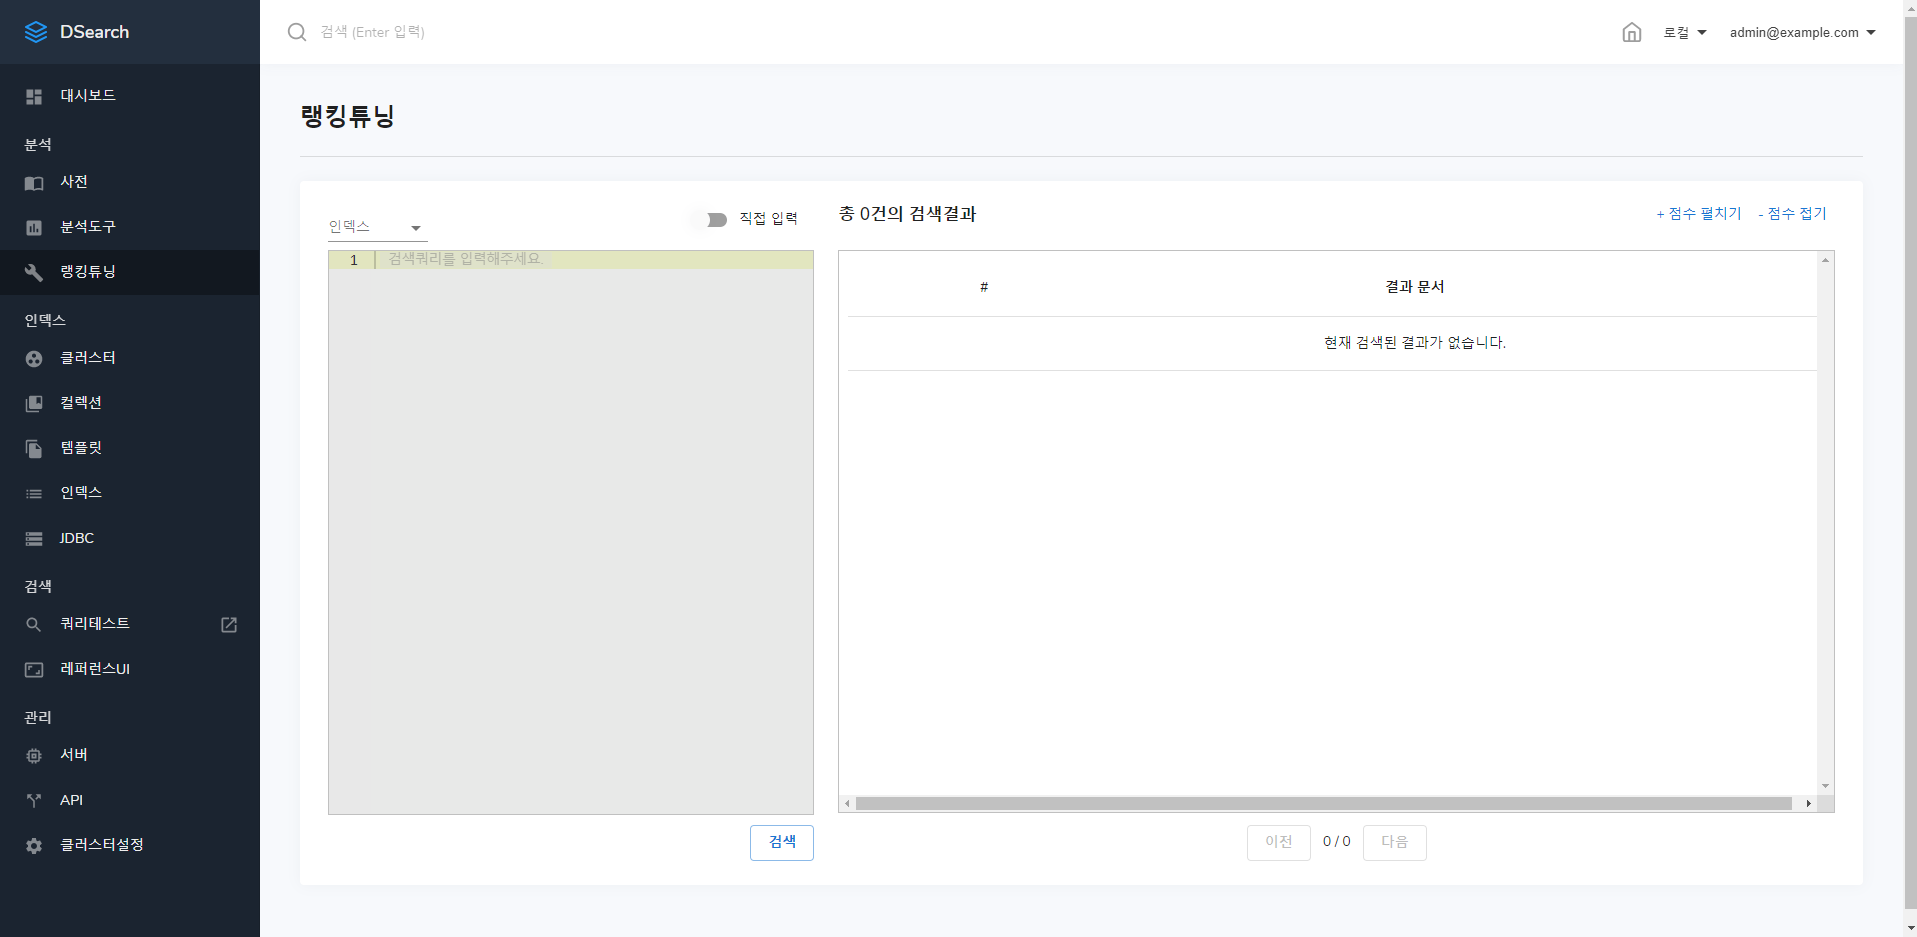 DSearch
검색 (Enter 입력)
로컬
admin@example.com
대시보드
분석
사전
분석도구
랭킹튜닝
인덱스
클러스터
컬렉션
템플릿
인덱스
JDBC
검색
쿼리테스트
레퍼런스UI
관리
서버
API
클러스터설정
랭킹튜닝
인덱스
직접 입력
1
검색쿼리를 입력해주세요.
검색
총 0건의 검색결과
+ 점수 펼치기
- 점수 접기
# 결과 문서
현재 검색된 결과가 없습니다.
이전 0 / 0 다음